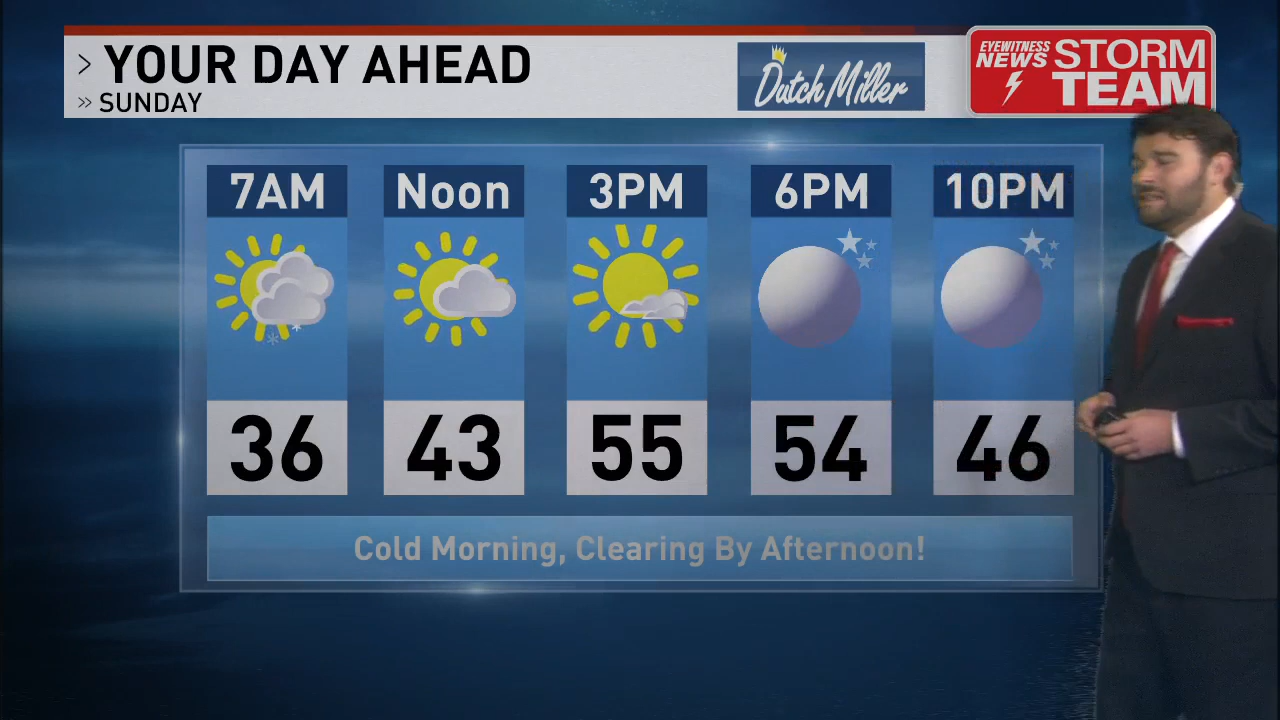 > YOUR DAY AHEAD
» SUNDAY
Dutch Miller
EYEWITNESS
NEWS
STORM
TEAM
7AM Noon 3PM 6PM 10PM
36 43 55 54 46
Cold Morning, Clearing By Afternoon!